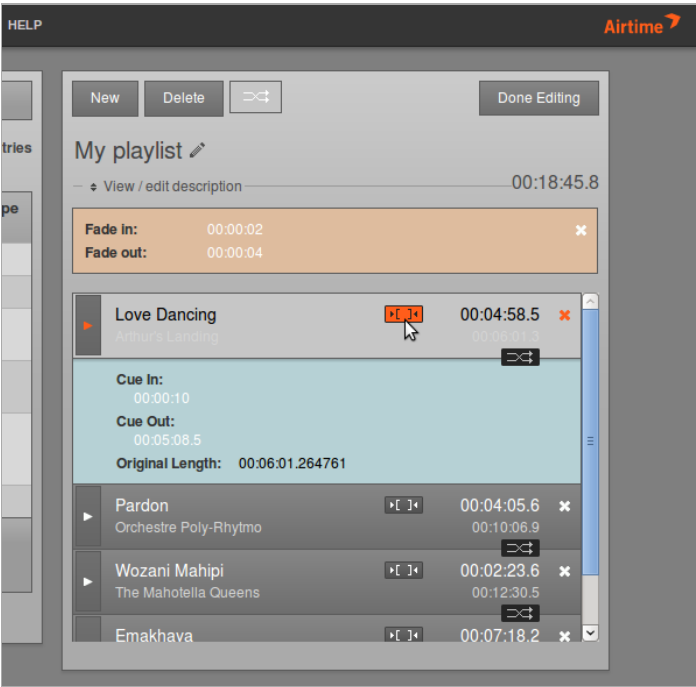 HELP
Airtime
New Delete Done Editing
tries
My playlist
View / edit description 00:18:45.8
pe
Fade in: 00:00:02
Fade out: 00:00:04
Love Dancing 00:04:58.5
Arthur's Landing 00:06:01.3
Cue In:
00:00:10
Cue Out:
00:05:08.5
Original Length: 00:06:01.264761
Pardon 00:04:05.6
Orchestre Poly-Rhytmo 00:10:06.9
Wozani Mahipi 00:02:23.6
The Mahotella Queens 00:12:30.5
Emakhaya 00:07:18.2